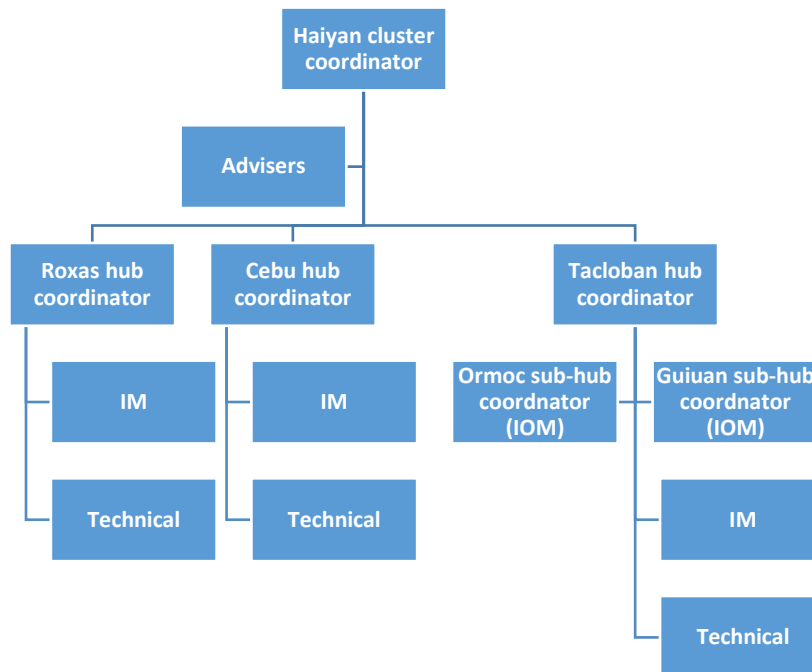 Haiyan cluster
coordinator
Advisers
Roxas hub
coordinator
Cebu hub
coordinator
Tacloban hub
coordinator
IM
IM
Ormoc sub-hub
coordnator
(IOM)
Guiuan sub-hub
coordnator
(IOM)
Technical
Technical
IM
Technical